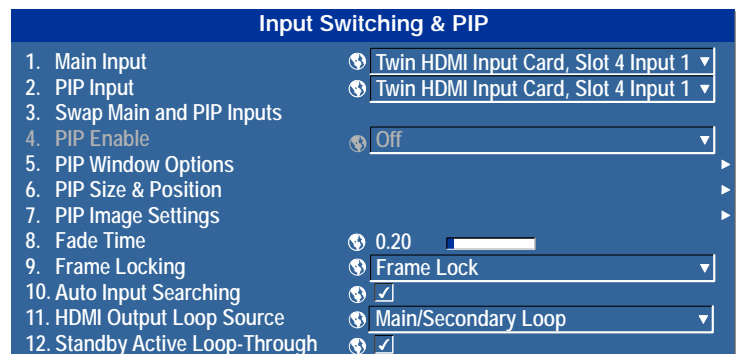 Input Switching & PIP
1. Main Input Twin HDMI Input Card, Slot 4 Input 1
2. PIP Input Twin HDMI Input Card, Slot 4 Input 1
3. Swap Main and PIP Inputs
4. PIP Enable Off
5. PIP Window Options
6. PIP Size & Position
7. PIP Image Settings
8. Fade Time 0.20
9. Frame Locking Frame Lock
10. Auto Input Searching
11. HDMI Output Loop Source Main/Secondary Loop
12. Standby Active Loop-Through